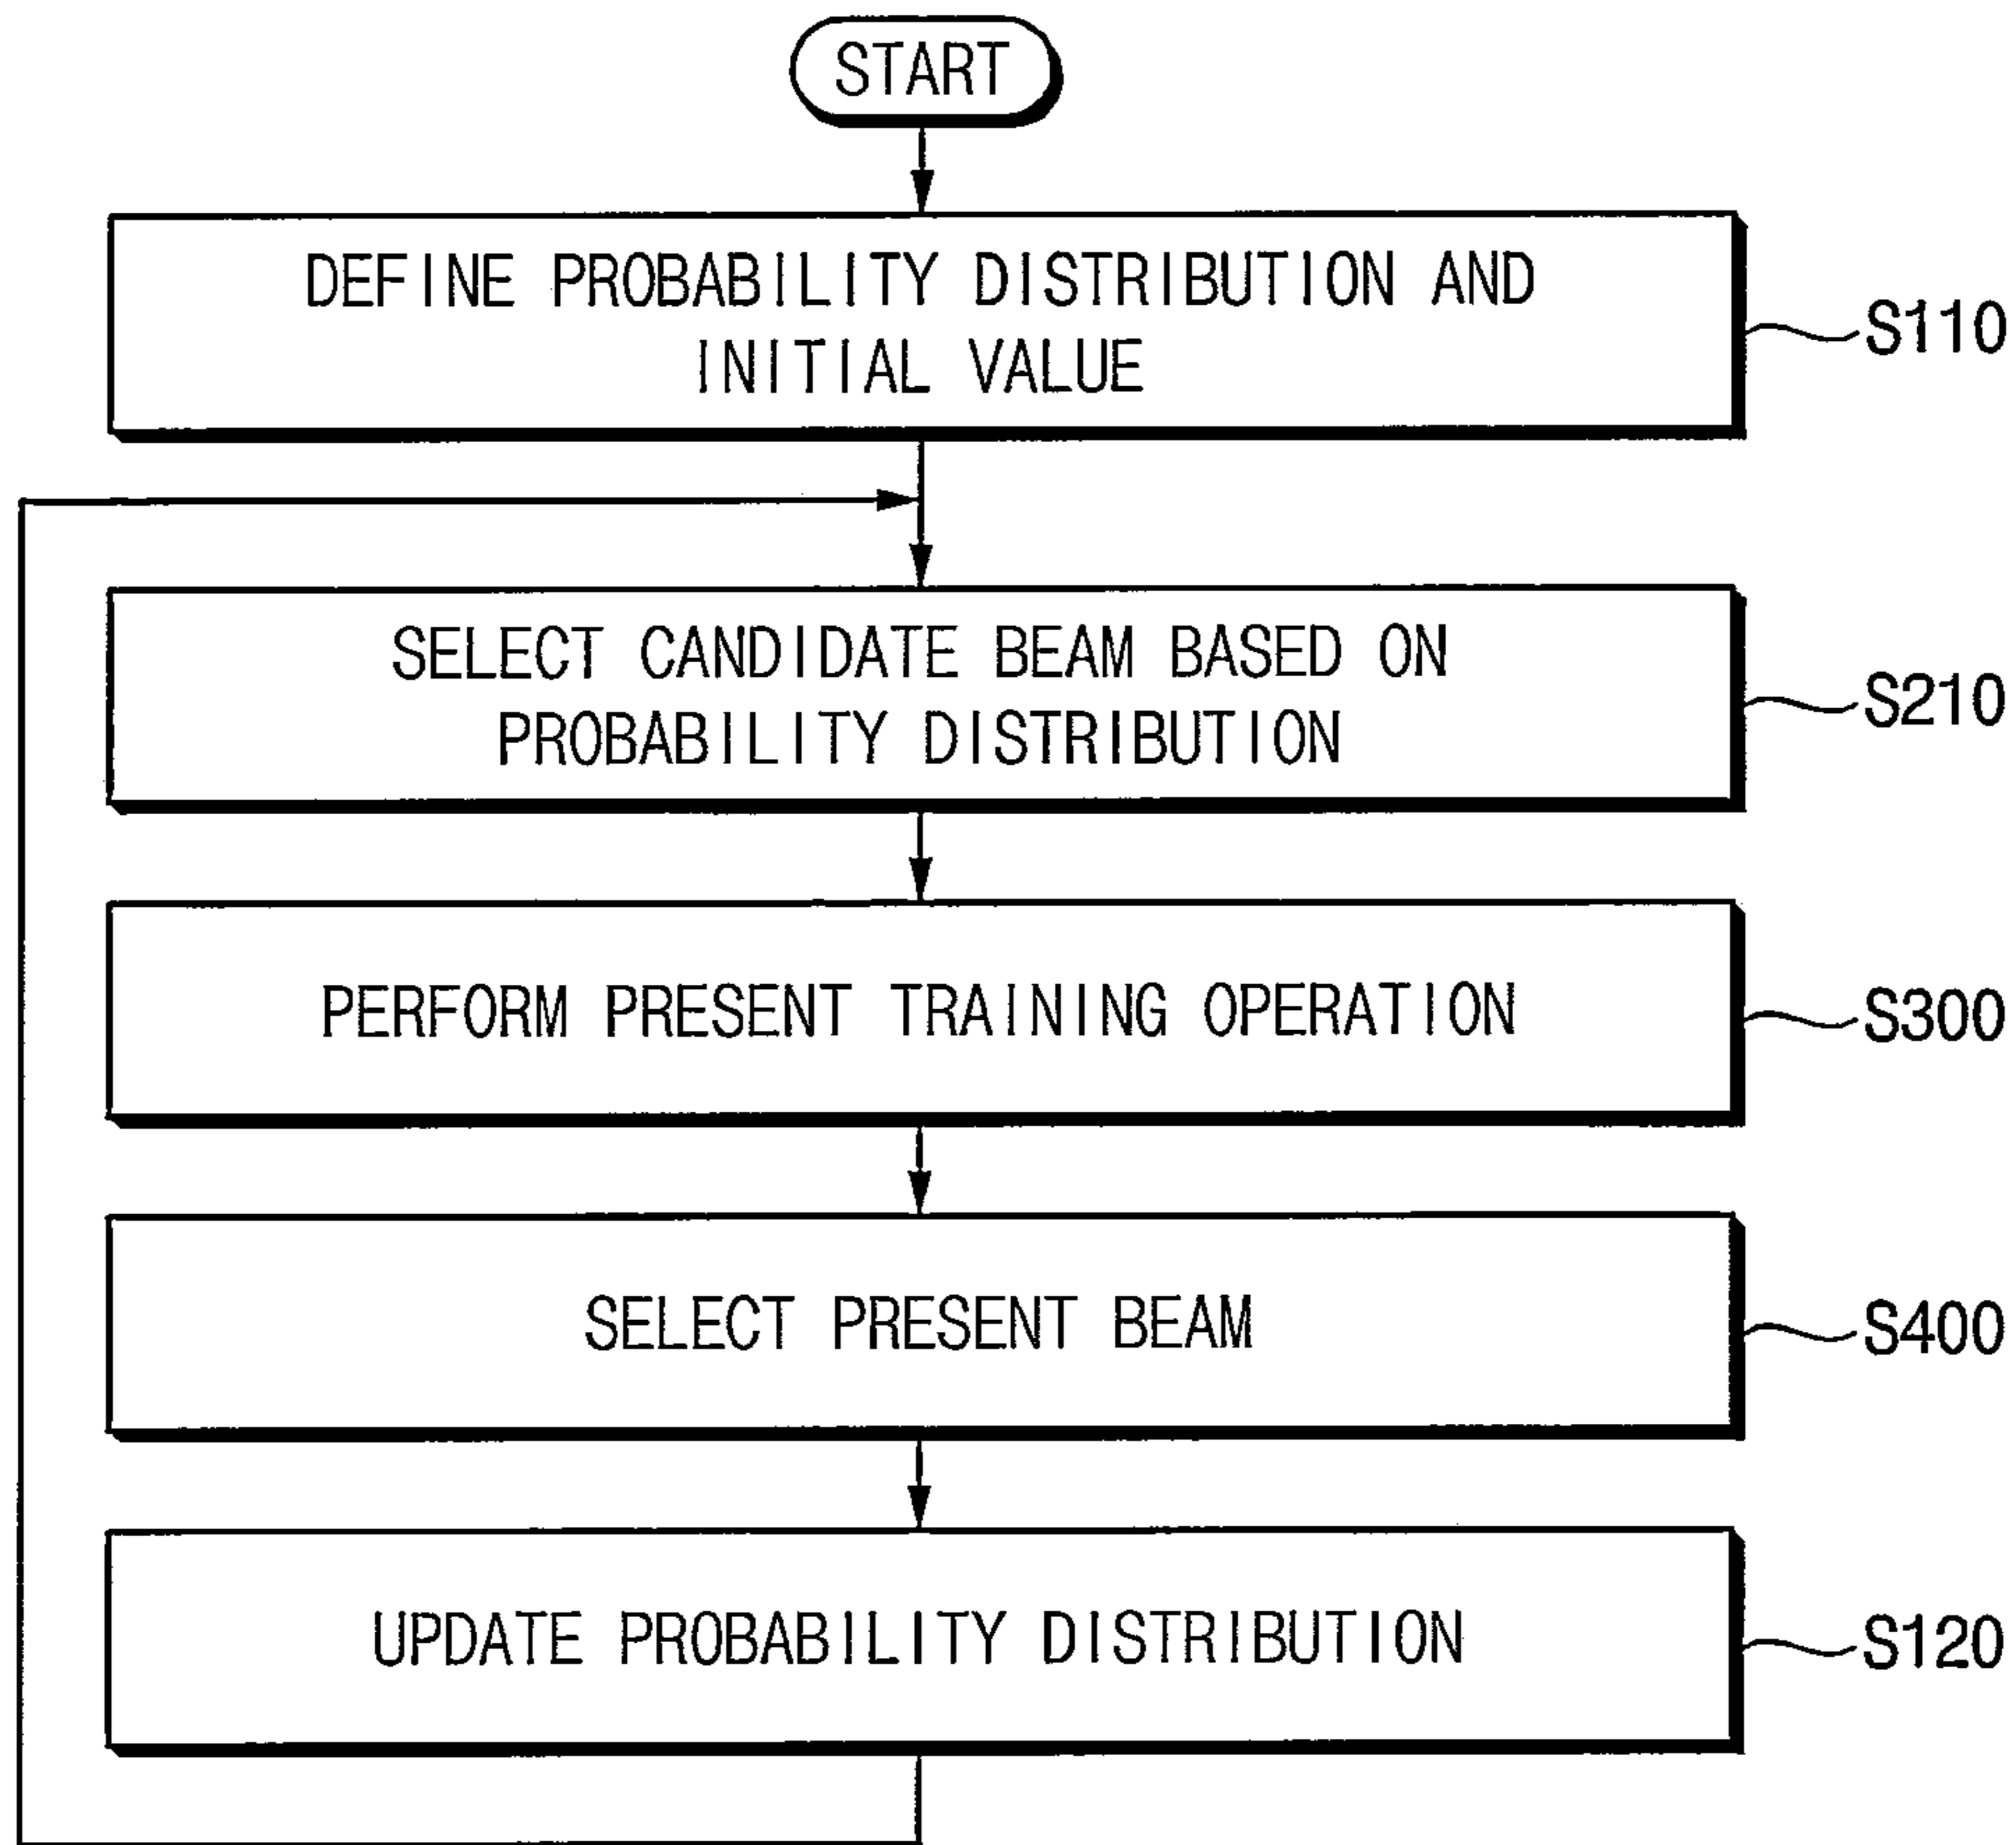 START
DEFINE PROBABILITY DISTRIBUTION AND
INITIAL VALUE
S110
SELECT CANDIDATE BEAM BASED ON
PROBABILITY DISTRIBUTION
S210
PERFORM PRESENT TRAINING OPERATION
S300
SELECT PRESENT BEAM
S400
UPDATE PROBABILITY DISTRIBUTION
S120